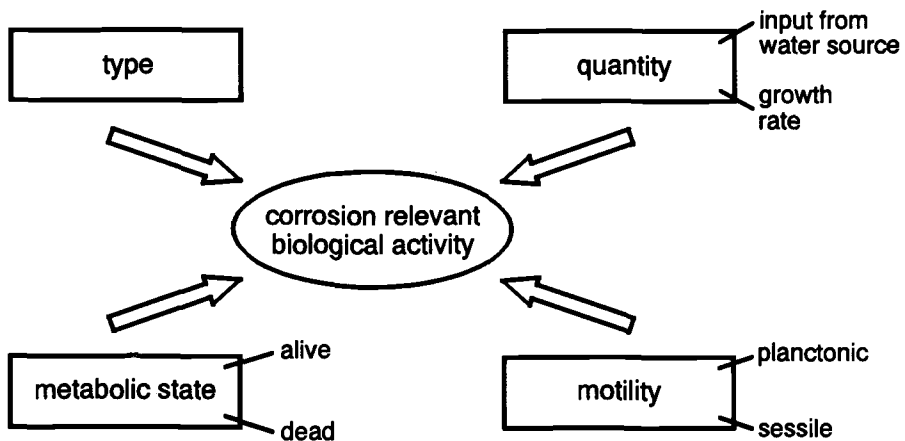 type
quantity
input from
water source
growth
rate
corrosion relevant
biological activity
metabolic state
alive
dead
motility
planctonic
sessile